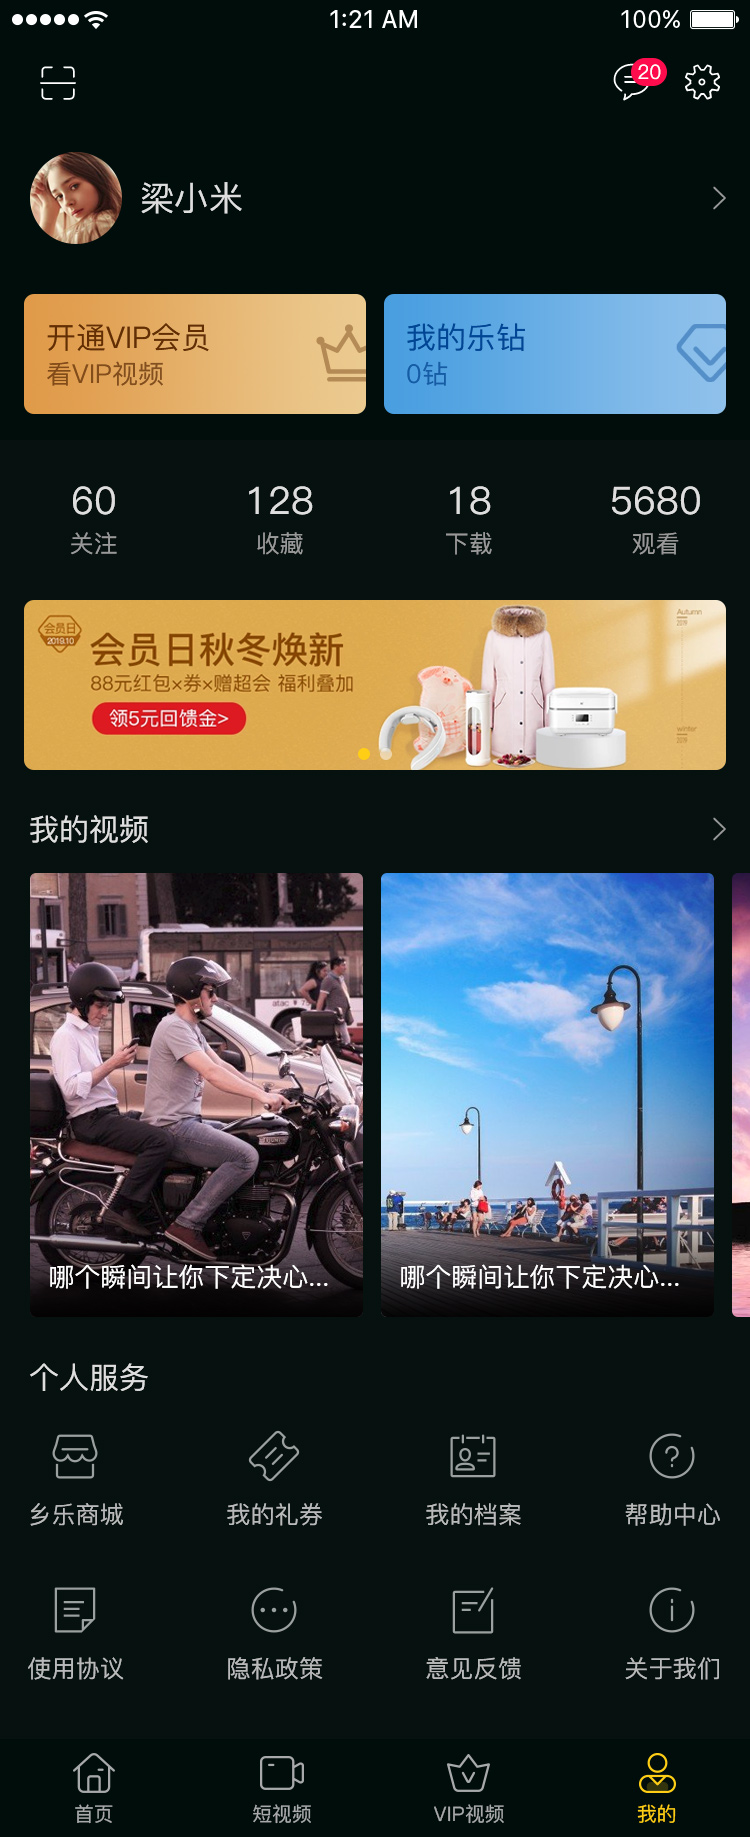 1:21 AM
100%
20
梁小米
开通VIP会员
看VIP视频
我的乐钻
0钻
60
128
18
5680
关注
收藏
下载
观看
会员日
2019.10
会员日秋冬焕新
88元红包×券×赠超会 福利叠加
领5元回馈金>
Autumn
2019
winter
2019
我的视频
atac
哪个瞬间让你下定决心...
哪个瞬间让你下定决心...
个人服务
乡乐商城
我的礼券
我的档案
帮助中心
使用协议
隐私政策
意见反馈
关于我们
首页
短视频
VIP视频
我的